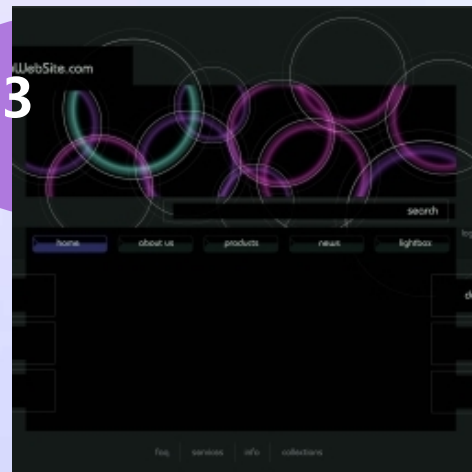 WebSite.com
3
search
home about us products news lightbox
faq services info collections